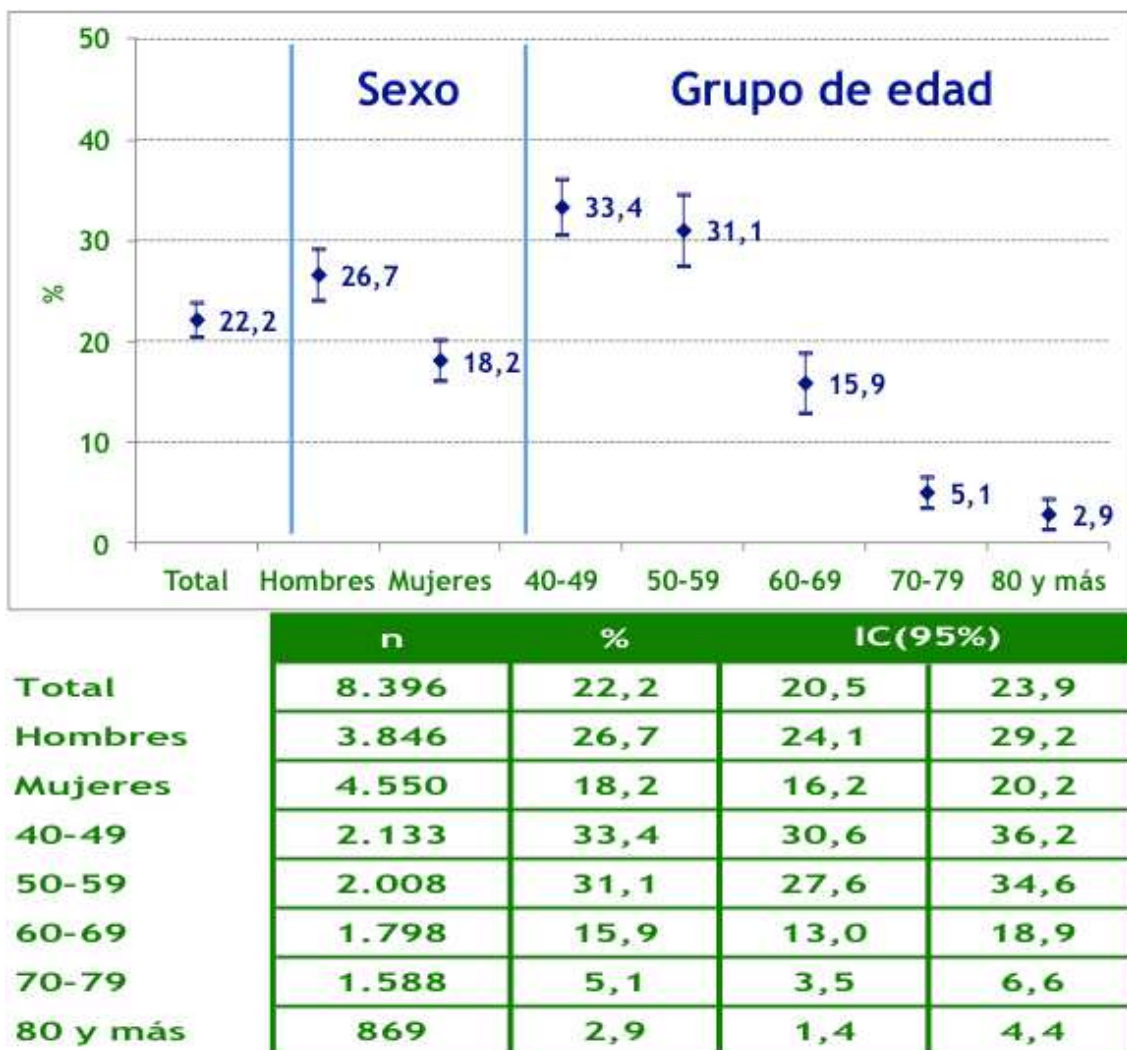 50
Sexo
Grupo de edad
40
33,4
31,1
30
26,7
%
22,2
20
18,2
15,9
10
5,1
2,9
0
Total Hombres Mujeres 40-49 50-59 60-69 70-79 80 y más
n % IC(95%)
Total 8.396 22,2 20,5 23,9
Hombres 3.846 26,7 24,1 29,2
Mujeres 4.550 18,2 16,2 20,2
40-49 2.133 33,4 30,6 36,2
50-59 2.008 31,1 27,6 34,6
60-69 1.798 15,9 13,0 18,9
70-79 1.588 5,1 3,5 6,6
80 y más 869 2,9 1,4 4,4